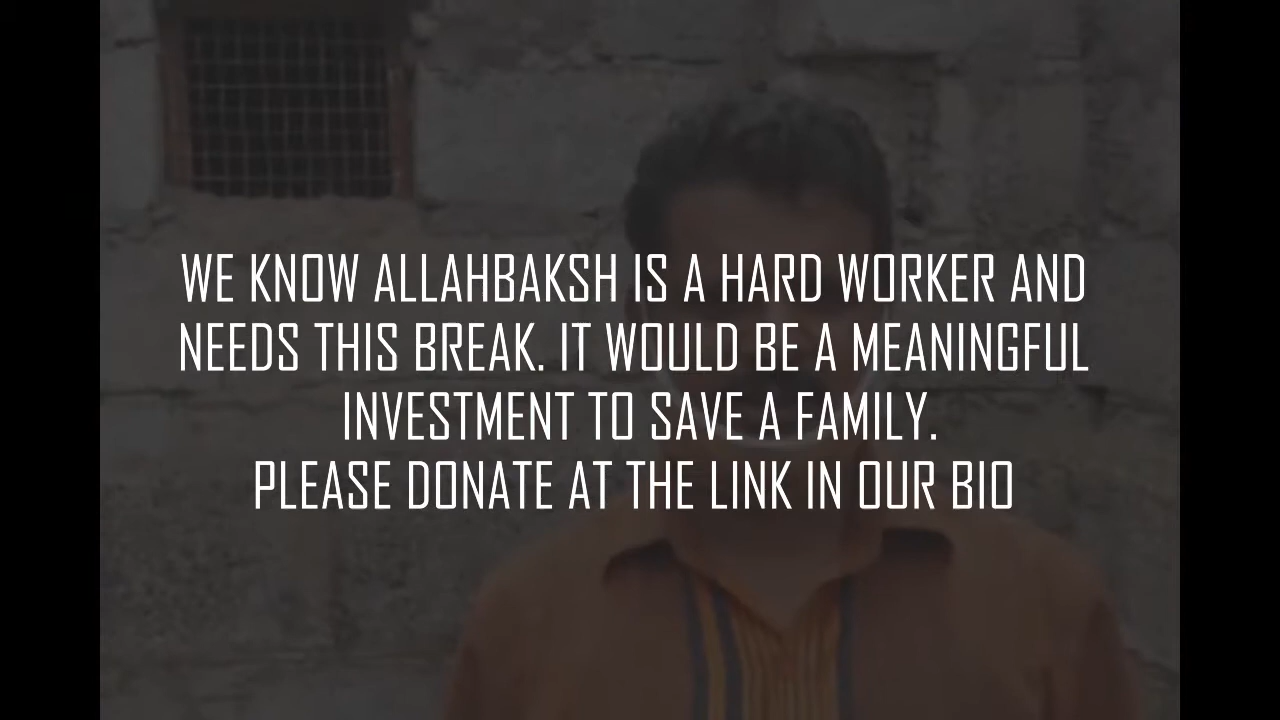 WE KNOW ALLAHBAKSH IS A HARD WORKER AND
NEEDS THIS BREAK. IT WOULD BE A MEANINGFUL
INVESTMENT TO SAVE A FAMILY.
PLEASE DONATE AT THE LINK IN OUR BIO